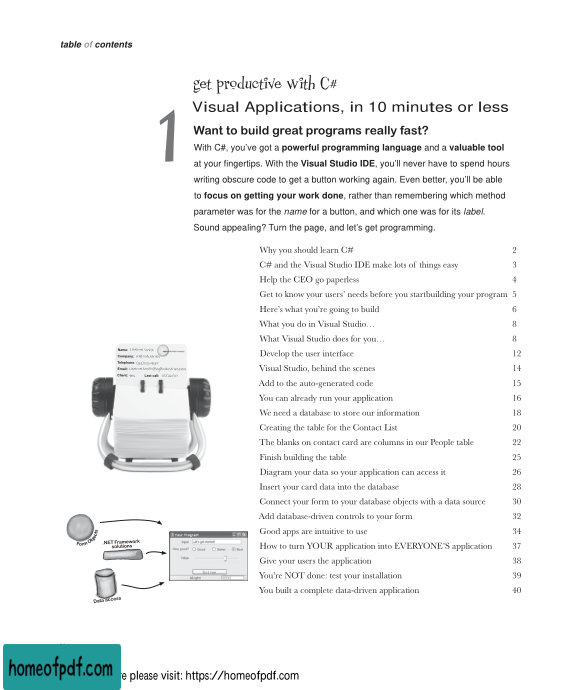 table of contents
get productive with C#
1
Visual Applications, in 10 minutes or less
Want to build great programs really fast?
With C#, you've got a powerful programming language and a valuable tool
at your fingertips. With the Visual Studio IDE, you'll never have to spend hours
writing obscure code to get a button working again. Even better, you'll be able
to focus on getting your work done, rather than remembering which method
parameter was for the name for a button, and which one was for its label.
Sound appealing? Turn the page, and let's get programming.
Why you should learn C# 2
C# and the Visual Studio IDE make lots of things easy 3
Help the CEO go paperless 4
Get to know your users' needs before you startbuilding your program 5
Here's what you're going to build 6
What you do in Visual Studio… 8
What Visual Studio does for you… 8
Develop the user interface 12
Visual Studio, behind the scenes 14
Add to the auto-generated code 15
You can already run your application 16
We need a database to store our information 18
Creating the table for the Contact List 20
The blanks on contact card are columns in our People table 22
Finish building the table 25
Diagram your data so your application can access it 26
Insert your card data into the database 28
Connect your form to your database objects with a data source 30
Add database-driven controls to your form 32
Good apps are intuitive to use 34
How to turn YOUR application into EVERYONE'S application 37
Give your users the application 38
You're NOT done: test your installation 39
You built a complete data-driven application 40
Name:
Company:
Telephone:
Email:
Client: Yes Last call:
Form Objects
.NET Framework
solutions
Data access
Your Program
homeofpdf.com
e please visit: https://homeofpdf.com